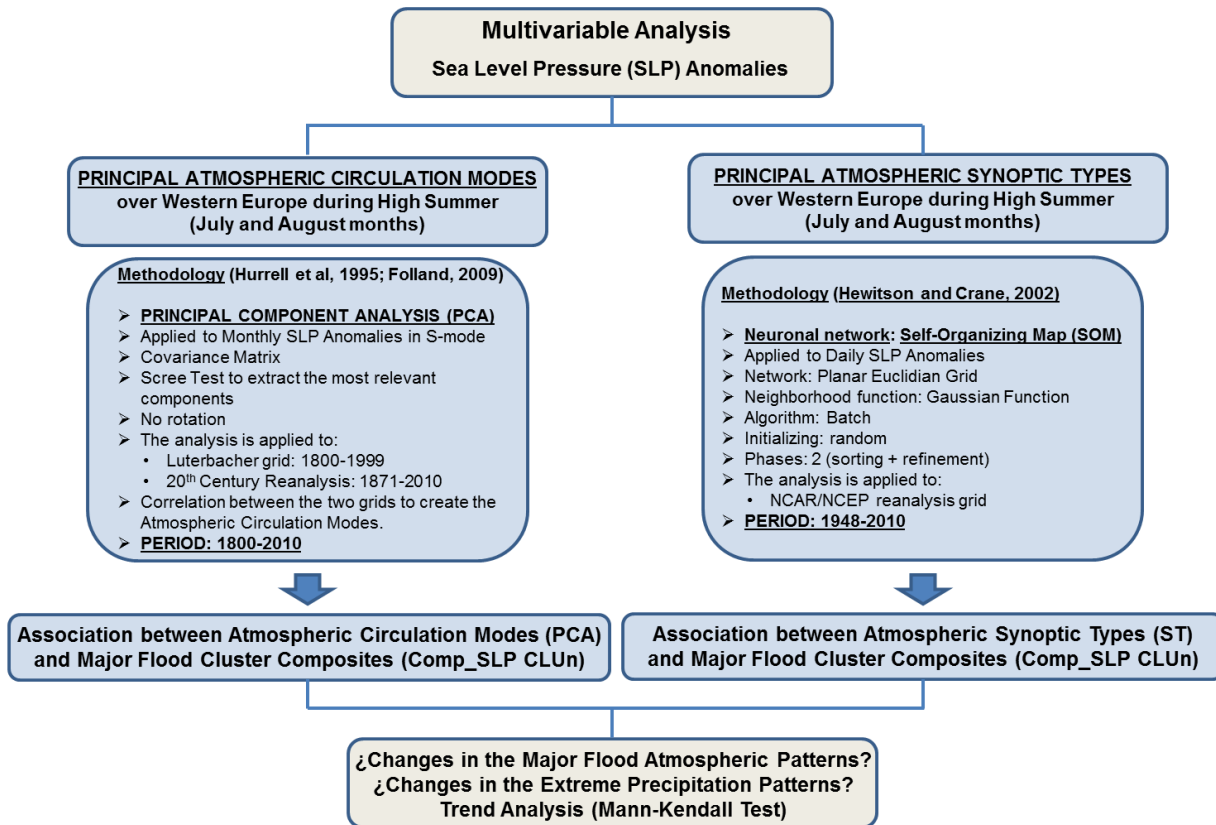 Multivariable Analysis
Sea Level Pressure (SLP) Anomalies
PRINCIPAL ATMOSPHERIC CIRCULATION MODES
over Western Europe during High Summer
(July and August months)
Methodology (Hurrell et al, 1995; Folland, 2009)
➢ PRINCIPAL COMPONENT ANALYSIS (PCA)
➢ Applied to Monthly SLP Anomalies in S-mode
➢ Covariance Matrix
➢ Scree Test to extract the most relevant
components
➢ No rotation
➢ The analysis is applied to:
• Luterbacher grid: 1800-1999
• 20th Century Reanalysis: 1871-2010
➢ Correlation between the two grids to create the
Atmospheric Circulation Modes.
➢ PERIOD: 1800-2010
Association between Atmospheric Circulation Modes (PCA)
and Major Flood Cluster Composites (Comp_SLP CLUn)
PRINCIPAL ATMOSPHERIC SYNOPTIC TYPES
over Western Europe during High Summer
(July and August months)
Methodology (Hewitson and Crane, 2002)
➢ Neuronal network: Self-Organizing Map (SOM)
➢ Applied to Daily SLP Anomalies
➢ Network: Planar Euclidian Grid
➢ Neighborhood function: Gaussian Function
➢ Algorithm: Batch
➢ Initializing: random
➢ Phases: 2 (sorting + refinement)
➢ The analysis is applied to:
• NCAR/NCEP reanalysis grid
➢ PERIOD: 1948-2010
Association between Atmospheric Synoptic Types (ST)
and Major Flood Cluster Composites (Comp_SLP CLUn)
¿Changes in the Major Flood Atmospheric Patterns?
¿Changes in the Extreme Precipitation Patterns?
Trend Analysis (Mann-Kendall Test)